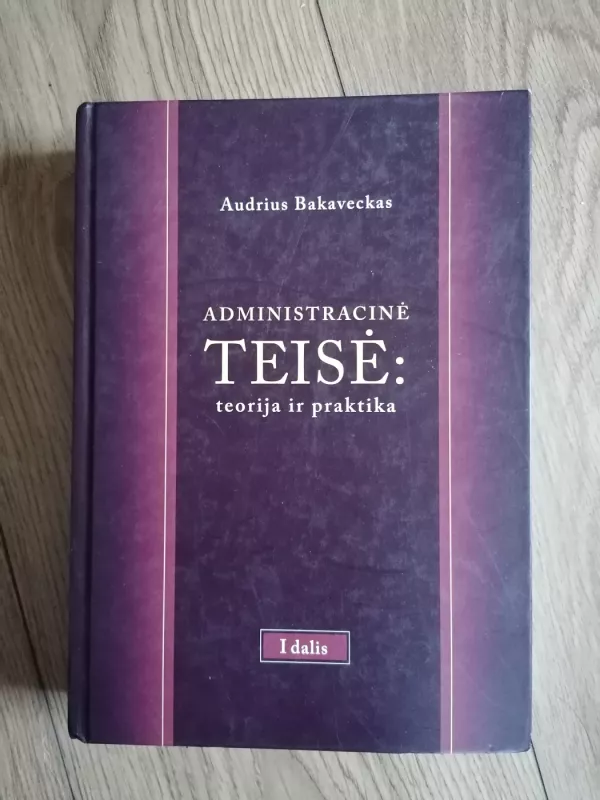 Audrius Bakaveckas
ADMINISTRACINĖ
TEISĖ:
teorija ir praktika
I dalis